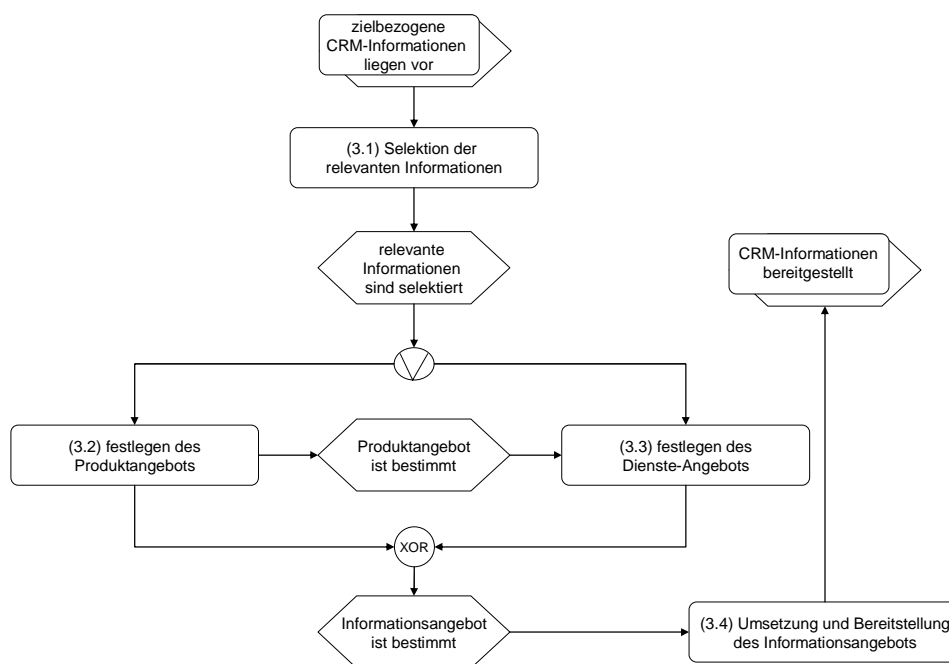 zielbezogene
CRM-Informationen
liegen vor
(3.1) Selektion der
relevanten Informationen
relevante
Informationen
sind selektiert
CRM-Informationen
bereitgestellt
(3.2) festlegen des
Produktangebots
Produktangebot
ist bestimmt
(3.3) festlegen des
Dienste-Angebots
XOR
Informationsangebot
ist bestimmt
(3.4) Umsetzung und Bereitstellung
des Informationsangebots